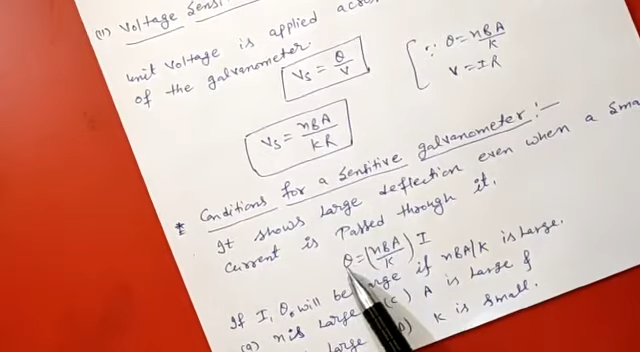 (ii) Voltage Sensi
unit voltage is applied across
of the galvanometer.
Vs = θ/V
[∵ θ = nBA/K
V = IR
Vs = nBA/KR
* Conditions for a sensitive galvanometer:-
It shows large deflection even when a sma
current is passed through it.
θ = (nBA/K) I
If I, θ will be large if nBA/K is large.
(a) n is large (c) A is large &
is large (d) K is small.